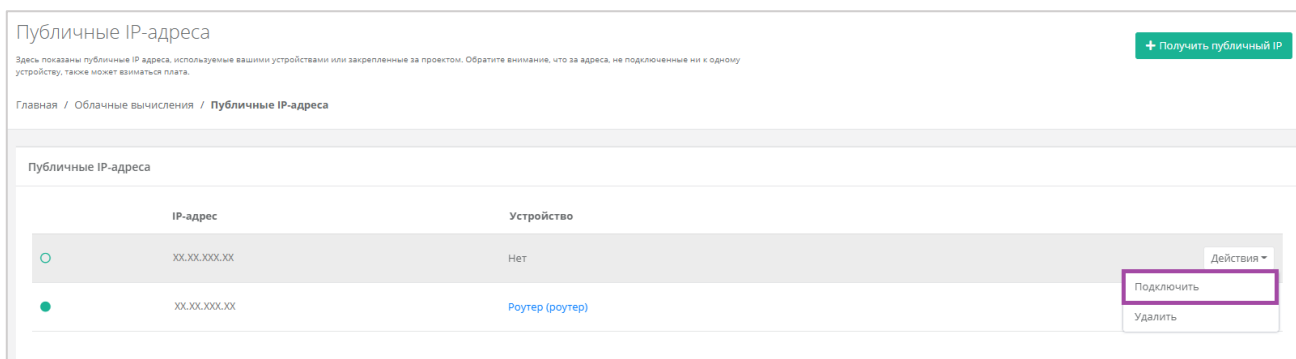 Публичные IP-адреса
+ Получить публичный IP
Здесь показаны публичные IP адреса, используемые вашими устройствами или закрепленные за проектом. Обратите внимание, что за адреса, не подключенные ни к одному
устройству, также может взиматься плата.
Главная / Облачные вычисления / Публичные IP-адреса
Публичные IP-адреса
IP-адрес Устройство
XX.XX.XXX.XX Нет Действия
Подключить
XX.XX.XXX.XX Роутер (роутер)
Удалить